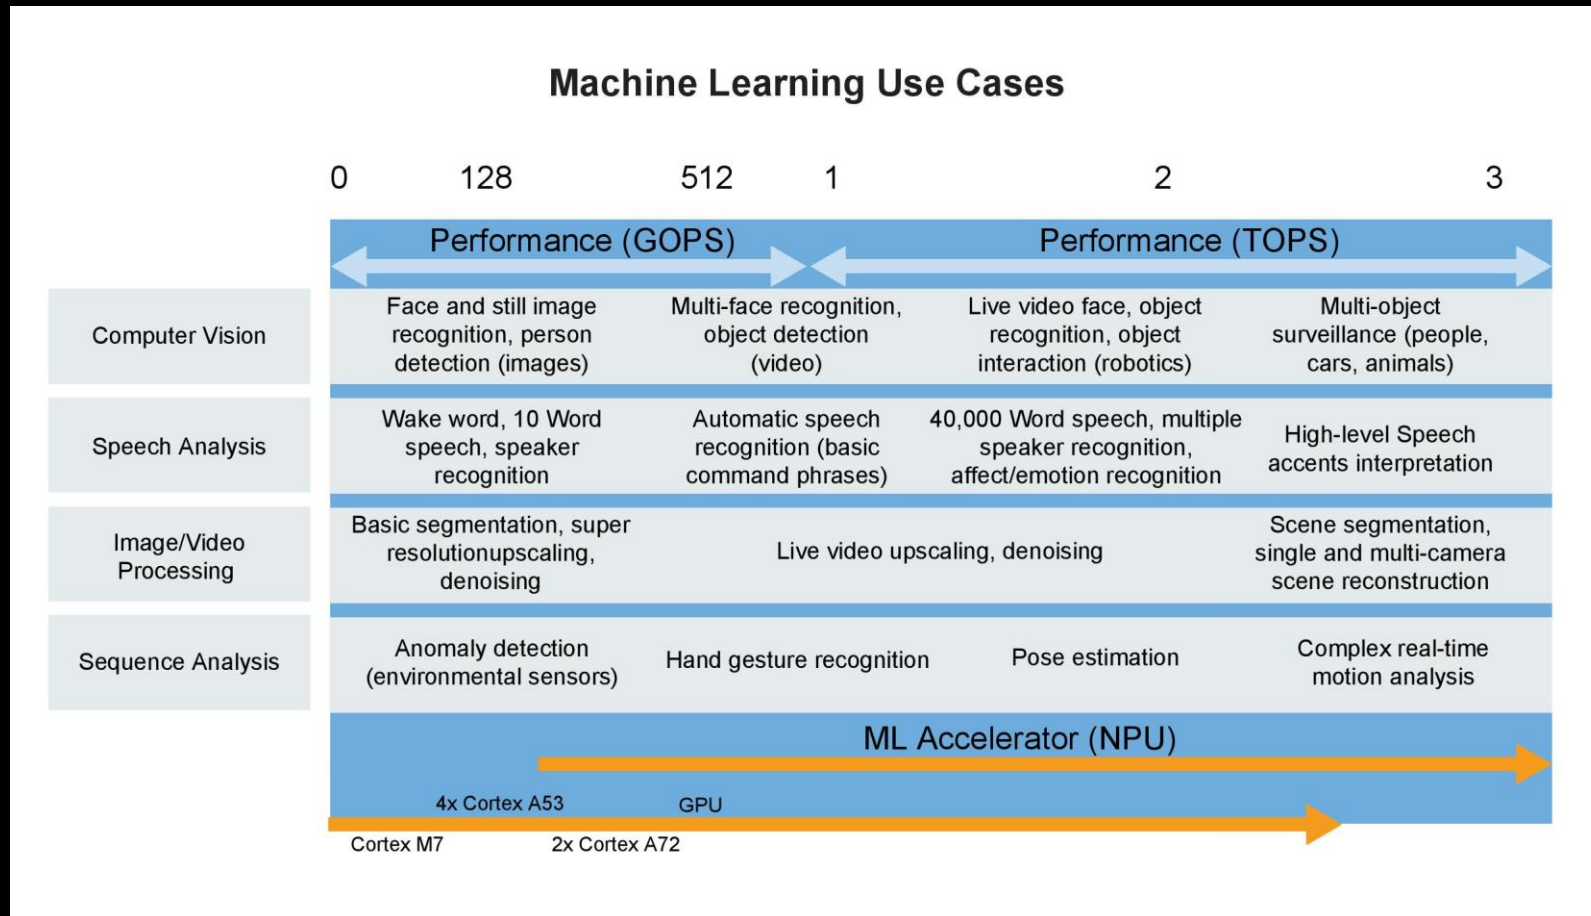 Machine Learning Use Cases
0 128 512 1 2 3
Performance (GOPS) Performance (TOPS)
Computer Vision
Face and still image
recognition, person
detection (images)
Multi-face recognition,
object detection
(video)
Live video face, object
recognition, object
interaction (robotics)
Multi-object
surveillance (people,
cars, animals)
Speech Analysis
Wake word, 10 Word
speech, speaker
recognition
Automatic speech
recognition (basic
command phrases)
40,000 Word speech, multiple
speaker recognition,
affect/emotion recognition
High-level Speech
accents interpretation
Image/Video
Processing
Basic segmentation, super
resolutionupscaling,
denoising
Live video upscaling, denoising
Scene segmentation,
single and multi-camera
scene reconstruction
Sequence Analysis
Anomaly detection
(environmental sensors)
Hand gesture recognition
Pose estimation
Complex real-time
motion analysis
ML Accelerator (NPU)
4x Cortex A53 GPU
Cortex M7 2x Cortex A72